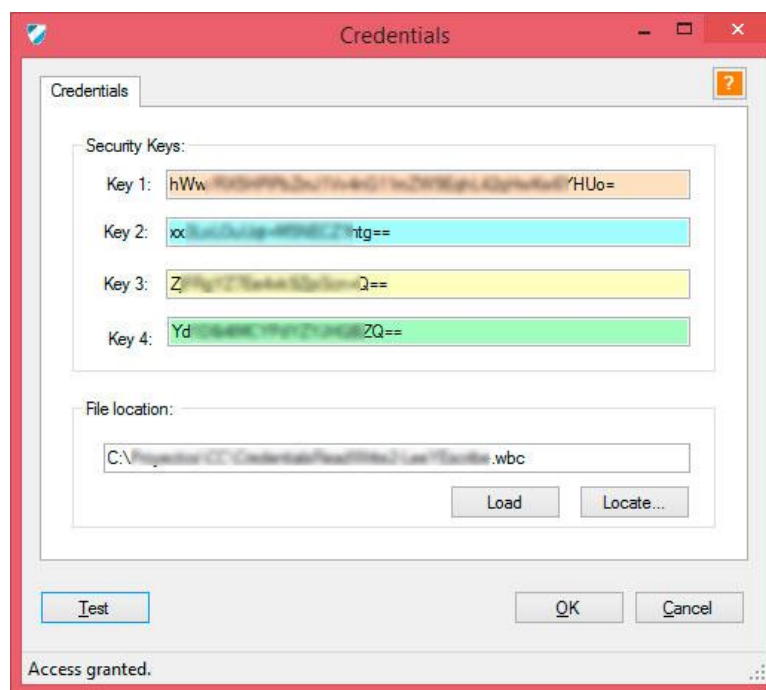 Credentials
?
Credentials
Security Keys:
Key 1: hWw YHUo=
Key 2: xx htg==
Key 3: Z Q==
Key 4: Yd ZQ==
File location:
C:\ .wbc
Load Locate...
Test OK Cancel
Access granted.